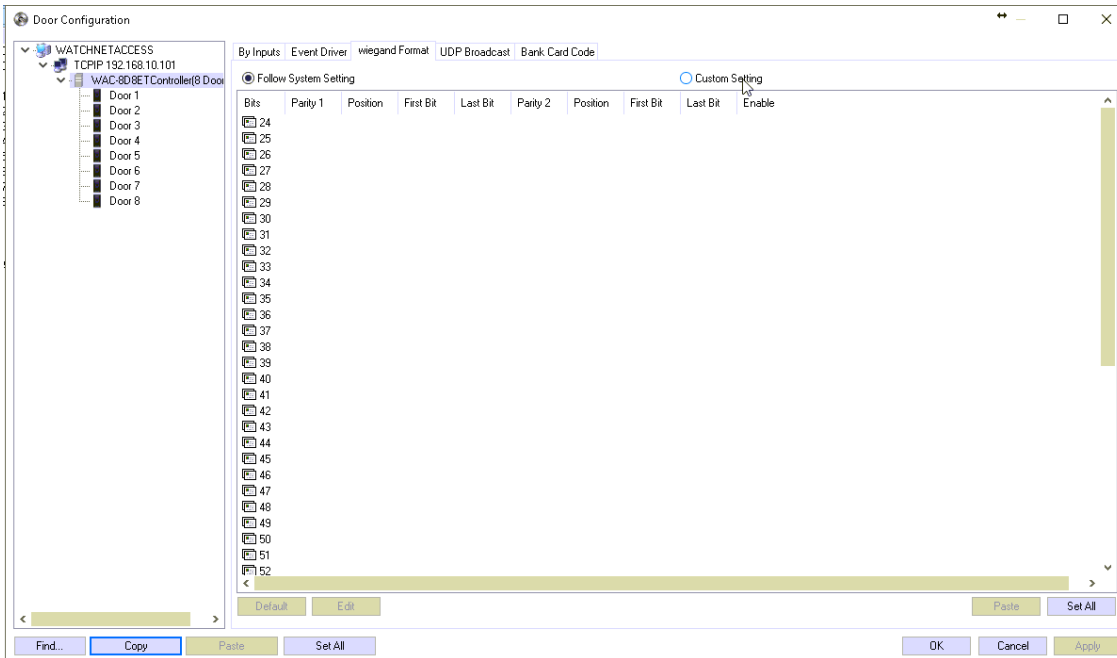 Door Configuration
WATCHNETACCESS
TCPIP 192.168.10.101
WAC-8D8ETController(8 Door
Door 1
Door 2
Door 3
Door 4
Door 5
Door 6
Door 7
Door 8
By Inputs Event Driver wiegand Format UDP Broadcast Bank Card Code
Follow System Setting Custom Setting
Bits Parity 1 Position First Bit Last Bit Parity 2 Position First Bit Last Bit Enable
24
25
26
27
28
29
30
31
32
33
34
35
36
37
38
39
40
41
42
43
44
45
46
47
48
49
50
51
52
Default Edit Paste Set All
Find... Copy Paste Set All OK Cancel Apply